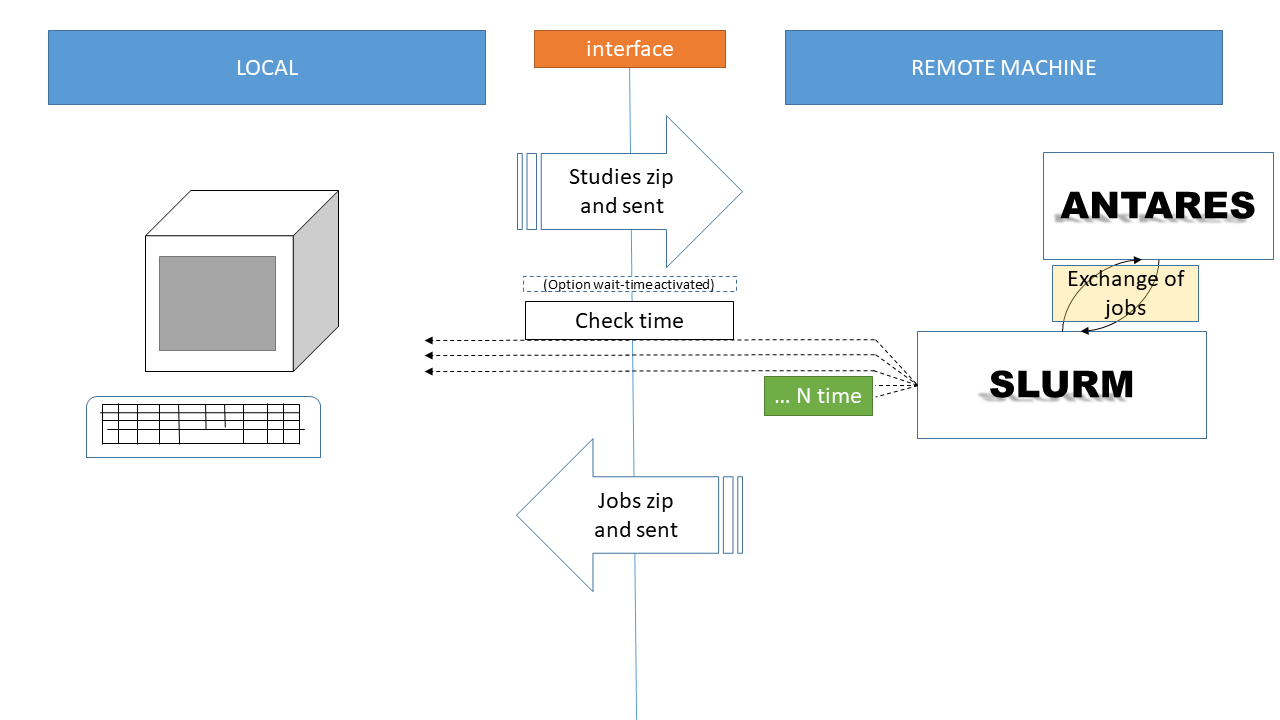 LOCAL
interface
REMOTE MACHINE
Studies zip
and sent
ANTARES
(Option wait-time activated)
Exchange of
jobs
Check time
SLURM
... N time
Jobs zip
and sent